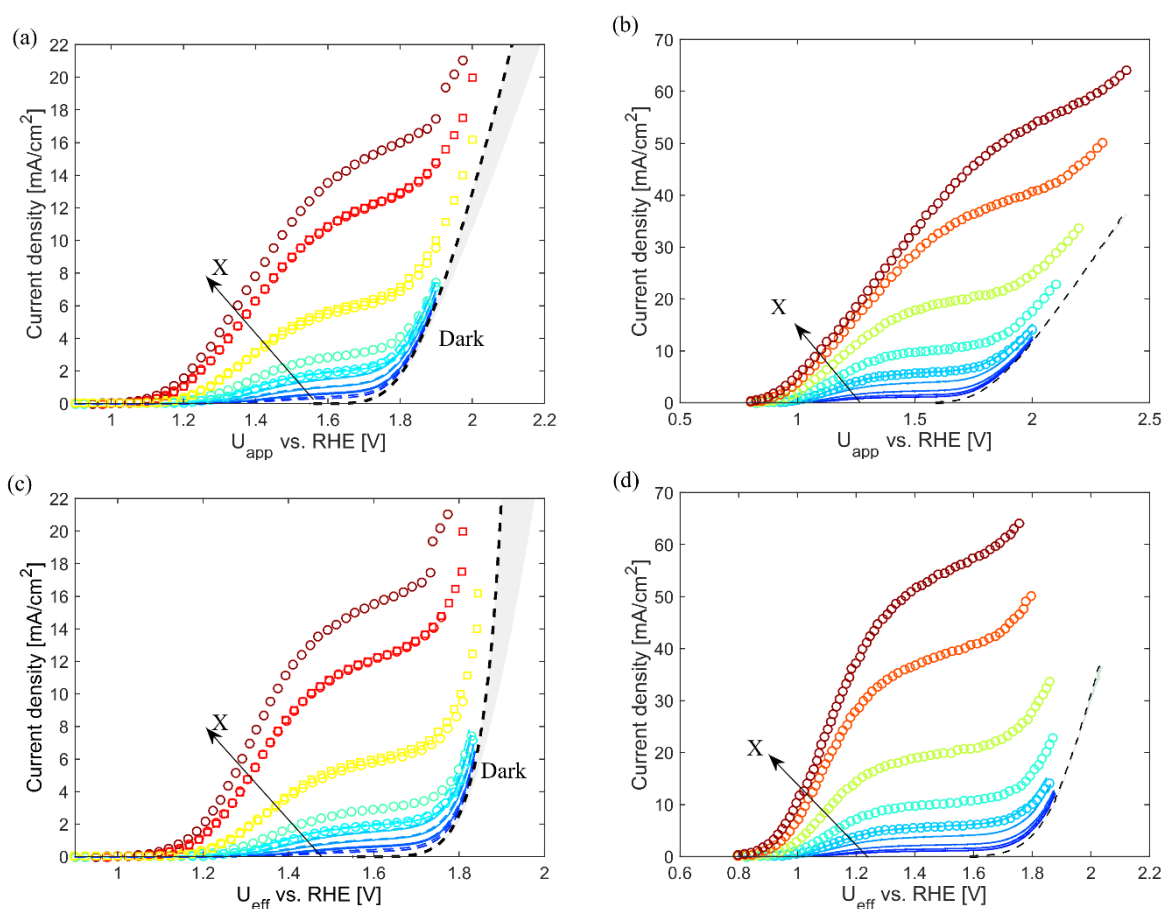 (a)
22
20
18
16
14
12
10
8
6
4
2
0
Current density [mA/cm²]
X
Dark
1 1.2 1.4 1.6 1.8 2 2.2
U_app vs. RHE [V]
(b)
70
60
50
40
30
20
10
0
Current density [mA/cm²]
X
0.5 1 1.5 2 2.5
U_app vs. RHE [V]
(c)
22
20
18
16
14
12
10
8
6
4
2
0
Current density [mA/cm²]
X
Dark
1 1.2 1.4 1.6 1.8 2
U_eff vs. RHE [V]
(d)
70
60
50
40
30
20
10
0
Current density [mA/cm²]
X
0.6 0.8 1 1.2 1.4 1.6 1.8 2 2.2
U_eff vs. RHE [V]